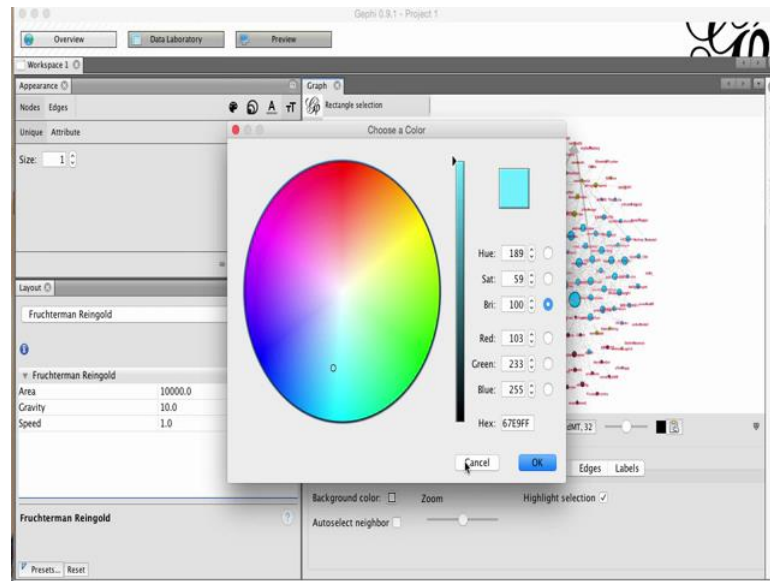 Gephi 0.9.1 - Project 1
Overview
Data Laboratory
Preview
Workspace 1
Appearance
Graph
Nodes Edges
Rectangle selection
Unique Attribute
Size: 1
Choose a Color
Hue: 189
Sat: 59
Bri: 100
Red: 103
Green: 233
Blue: 255
Hex: 67E9FF
Cancel
OK
Layout
Fruchterman Reingold
Fruchterman Reingold
Area 10000.0
Gravity 10.0
Speed 1.0
Fruchterman Reingold
Presets... Reset
Edges Labels
Background color: Zoom Highlight selection
Autoselect neighbor